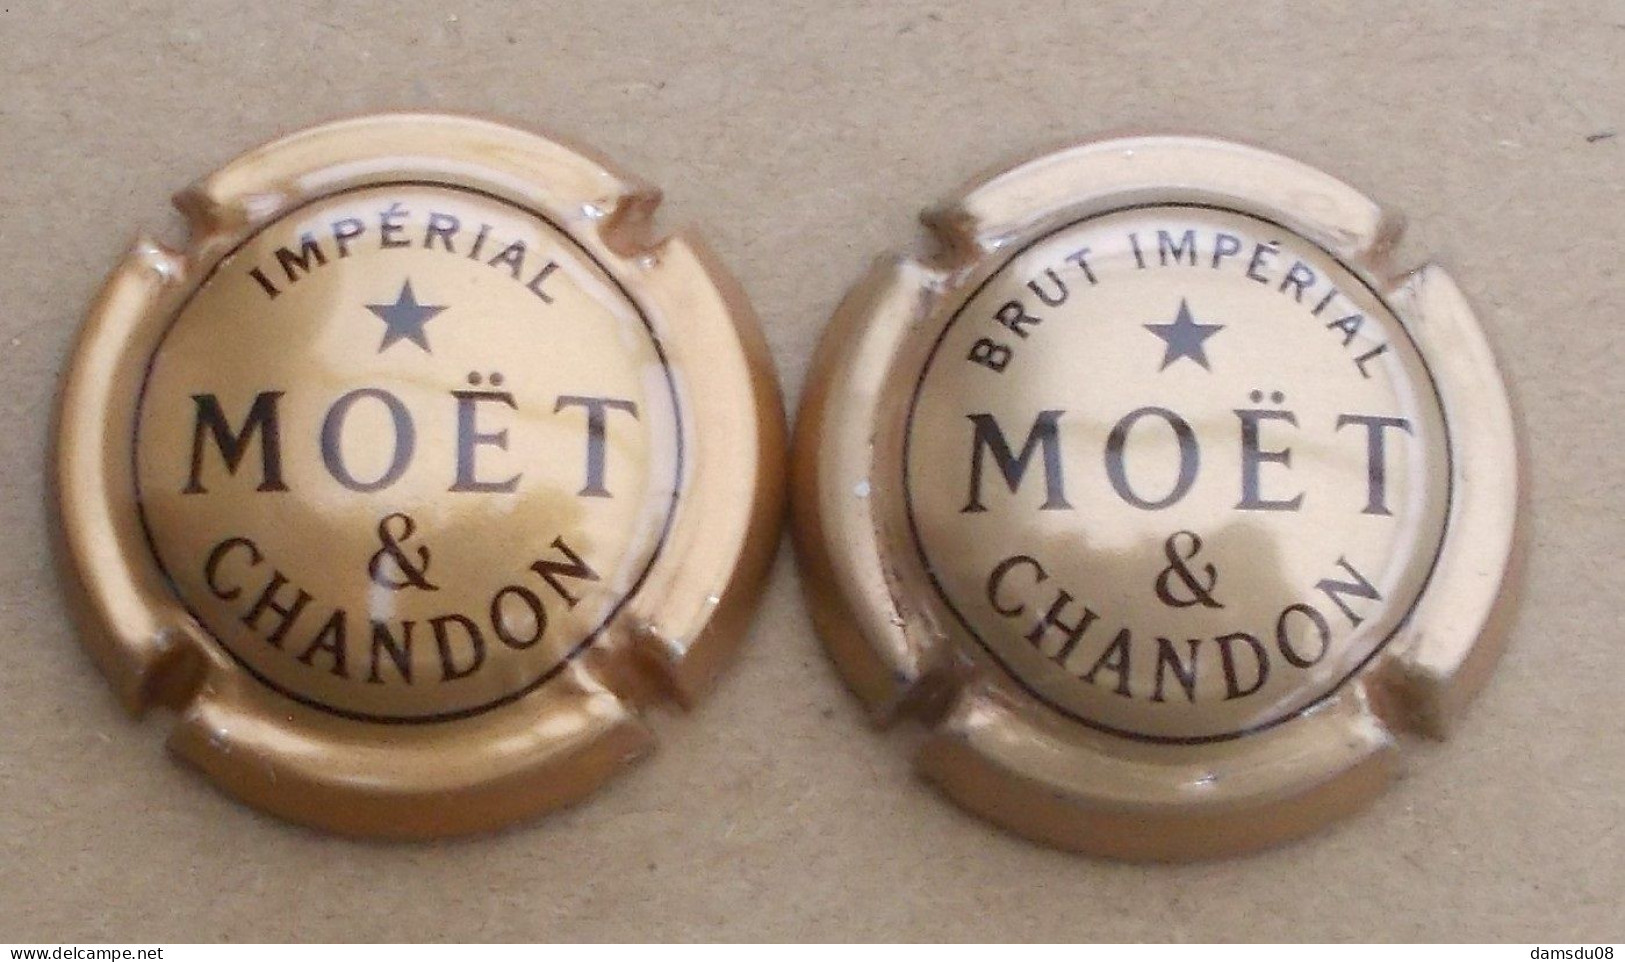 IMPÉRIAL
MOËT
&
CHANDON
BRUT IMPÉRIAL
MOËT
&
CHANDON
www.delcampe.net
damsdu08